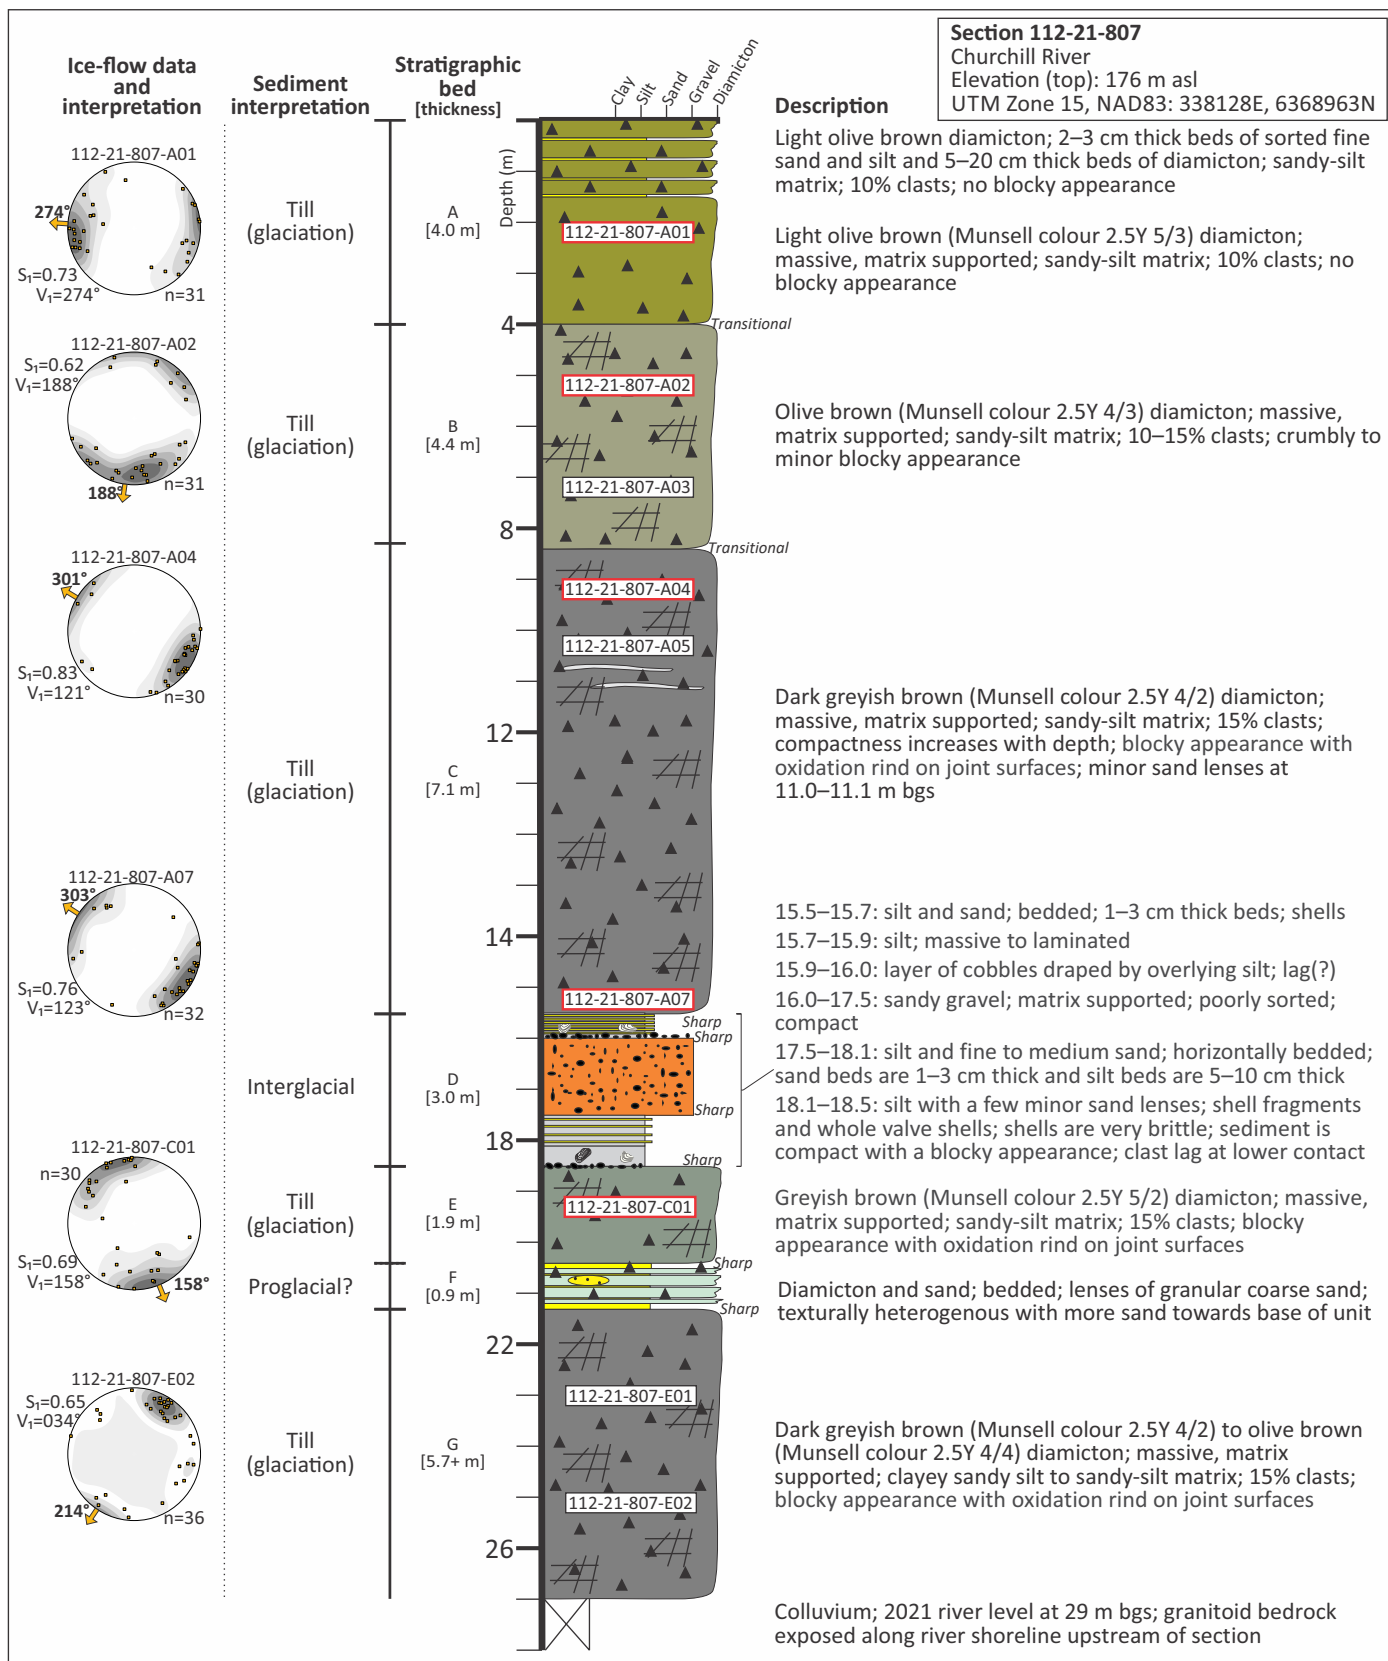 Section 112-21-807
Churchill River
Elevation (top): 176 m asl
UTM Zone 15, NAD83: 338128E, 6368963N
Ice-flow data
and
interpretation
Sediment
interpretation
Stratigraphic
bed
[thickness]
Clay
Silt
Sand
Gravel
Diamicton
Description
Depth (m)
4
8
12
14
18
22
26
112-21-807-A01
274°
S₁=0.73
V₁=274°
n=31
112-21-807-A02
S₁=0.62
V₁=188°
188°
n=31
112-21-807-A04
301°
S₁=0.83
V₁=121°
n=30
112-21-807-A07
303°
S₁=0.76
V₁=123°
n=32
112-21-807-C01
n=30
S₁=0.69
V₁=158°
158°
112-21-807-E02
S₁=0.65
V₁=034°
214°
n=36
Till
(glaciation)
Till
(glaciation)
Till
(glaciation)
Interglacial
Till
(glaciation)
Proglacial?
Till
(glaciation)
A
[4.0 m]
B
[4.4 m]
C
[7.1 m]
D
[3.0 m]
E
[1.9 m]
F
[0.9 m]
G
[5.7+ m]
112-21-807-A01
Transitional
112-21-807-A02
112-21-807-A03
Transitional
112-21-807-A04
112-21-807-A05
112-21-807-A07
Sharp
Sharp
Sharp
Sharp
112-21-807-C01
Sharp
Sharp
112-21-807-E01
112-21-807-E02
Light olive brown diamicton; 2–3 cm thick beds of sorted fine
sand and silt and 5–20 cm thick beds of diamicton; sandy-silt
matrix; 10% clasts; no blocky appearance
Light olive brown (Munsell colour 2.5Y 5/3) diamicton;
massive, matrix supported; sandy-silt matrix; 10% clasts; no
blocky appearance
Olive brown (Munsell colour 2.5Y 4/3) diamicton; massive,
matrix supported; sandy-silt matrix; 10–15% clasts; crumbly to
minor blocky appearance
Dark greyish brown (Munsell colour 2.5Y 4/2) diamicton;
massive, matrix supported; sandy-silt matrix; 15% clasts;
compactness increases with depth; blocky appearance with
oxidation rind on joint surfaces; minor sand lenses at
11.0–11.1 m bgs
15.5–15.7: silt and sand; bedded; 1–3 cm thick beds; shells
15.7–15.9: silt; massive to laminated
15.9–16.0: layer of cobbles draped by overlying silt; lag(?)
16.0–17.5: sandy gravel; matrix supported; poorly sorted;
compact
17.5–18.1: silt and fine to medium sand; horizontally bedded;
sand beds are 1–3 cm thick and silt beds are 5–10 cm thick
18.1–18.5: silt with a few minor sand lenses; shell fragments
and whole valve shells; shells are very brittle; sediment is
compact with a blocky appearance; clast lag at lower contact
Greyish brown (Munsell colour 2.5Y 5/2) diamicton; massive,
matrix supported; sandy-silt matrix; 15% clasts; blocky
appearance with oxidation rind on joint surfaces
Diamicton and sand; bedded; lenses of granular coarse sand;
texturally heterogenous with more sand towards base of unit
Dark greyish brown (Munsell colour 2.5Y 4/2) to olive brown
(Munsell colour 2.5Y 4/4) diamicton; massive, matrix
supported; clayey sandy silt to sandy-silt matrix; 15% clasts;
blocky appearance with oxidation rind on joint surfaces
Colluvium; 2021 river level at 29 m bgs; granitoid bedrock
exposed along river shoreline upstream of section